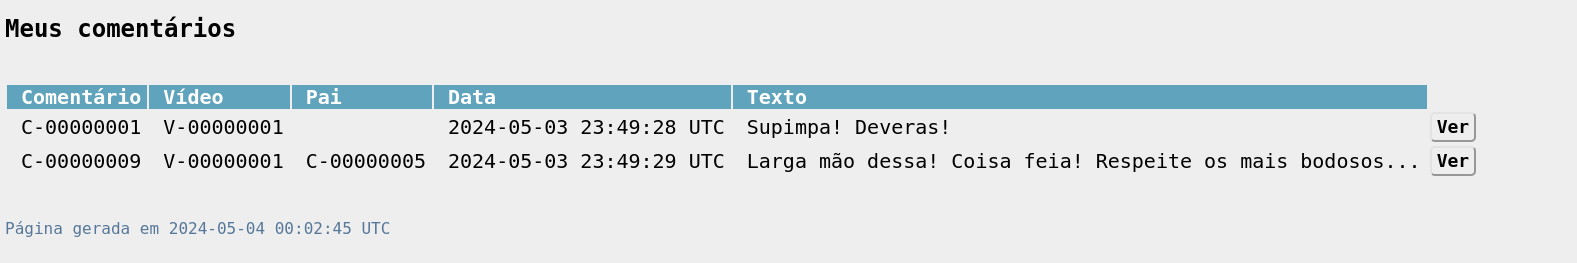 Meus comentários
Comentário Vídeo Pai Data Texto
C-00000001 V-00000001 2024-05-03 23:49:28 UTC Supimpa! Deveras! Ver
C-00000009 V-00000001 C-00000005 2024-05-03 23:49:29 UTC Larga mão dessa! Coisa feia! Respeite os mais bodosos... Ver
Página gerada em 2024-05-04 00:02:45 UTC